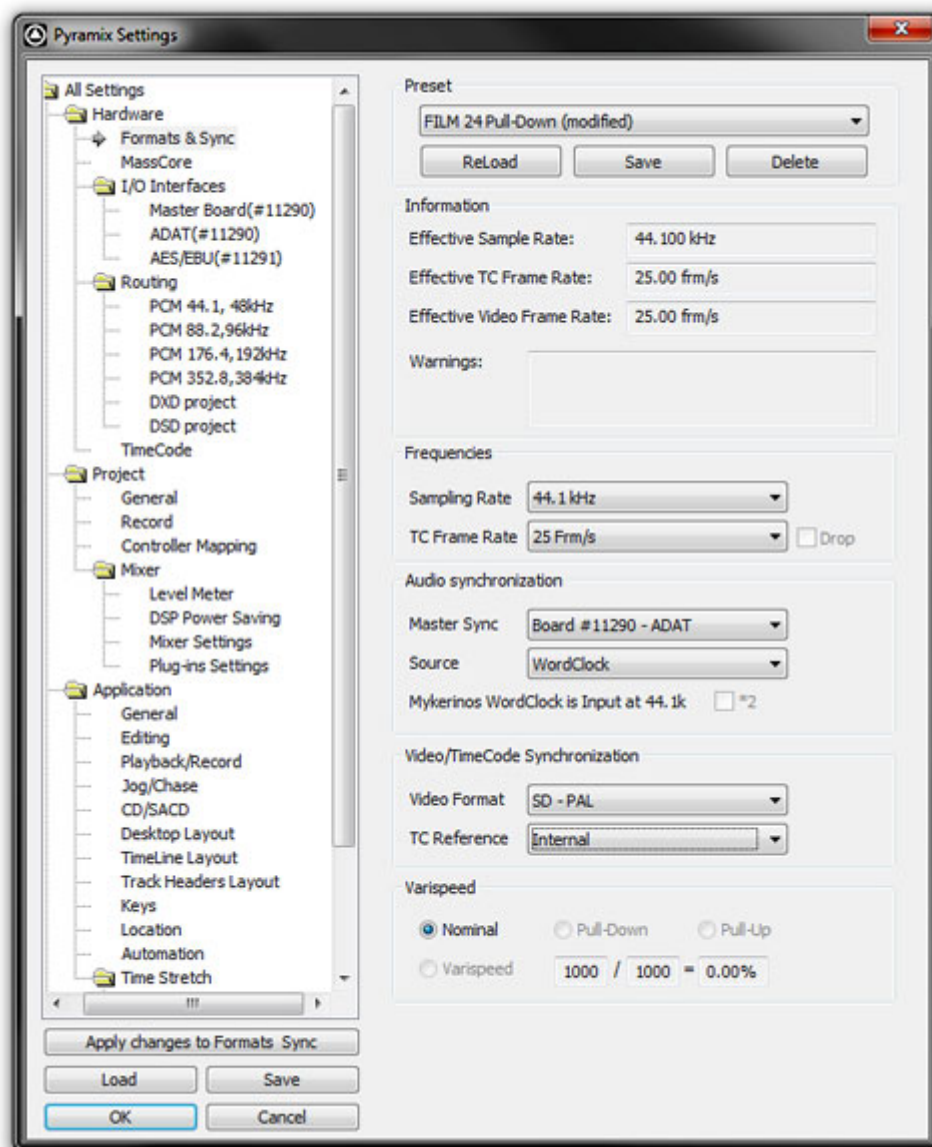 Pyramix Settings
All Settings
Hardware
Formats & Sync
MassCore
I/O Interfaces
Master Board(#11290)
ADAT(#11290)
AES/EBU(#11291)
Routing
PCM 44.1, 48kHz
PCM 88.2,96kHz
PCM 176.4,192kHz
PCM 352.8,384kHz
DXD project
DSD project
TimeCode
Project
General
Record
Controller Mapping
Mixer
Level Meter
DSP Power Saving
Mixer Settings
Plug-ins Settings
Application
General
Editing
Playback/Record
Jog/Chase
CD/SACD
Desktop Layout
TimeLine Layout
Track Headers Layout
Keys
Location
Automation
Time Stretch
Apply changes to Formats Sync
Load Save
OK Cancel
Preset
FILM 24 Pull-Down (modified)
ReLoad Save Delete
Information
Effective Sample Rate: 44.100 kHz
Effective TC Frame Rate: 25.00 frm/s
Effective Video Frame Rate: 25.00 frm/s
Warnings:
Frequencies
Sampling Rate 44.1 kHz
TC Frame Rate 25 Frm/s Drop
Audio synchronization
Master Sync Board #11290 - ADAT
Source WordClock
Mykerinos WordClock is Input at 44.1k *2
Video/TimeCode Synchronization
Video Format SD - PAL
TC Reference Internal
Varispeed
Nominal Pull-Down Pull-Up
Varispeed 1000 / 1000 = 0.00%